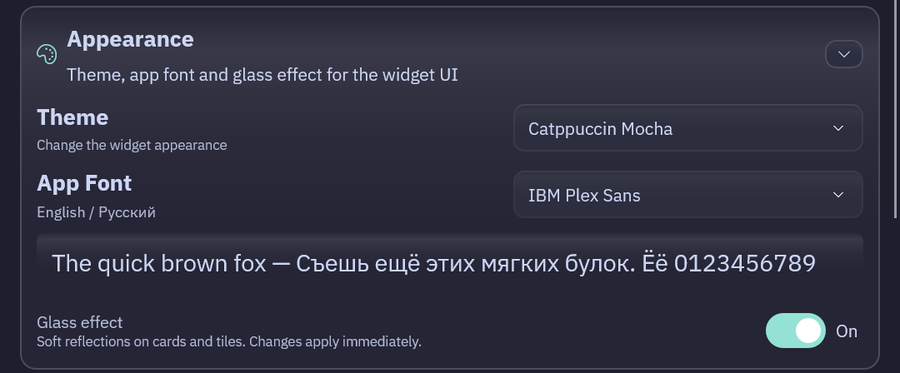 Appearance
Theme, app font and glass effect for the widget UI
Theme
Change the widget appearance
Catppuccin Mocha
App Font
English / Русский
IBM Plex Sans
The quick brown fox — Съешь ещё этих мягких булок. Ёё 0123456789
Glass effect
Soft reflections on cards and tiles. Changes apply immediately.
On